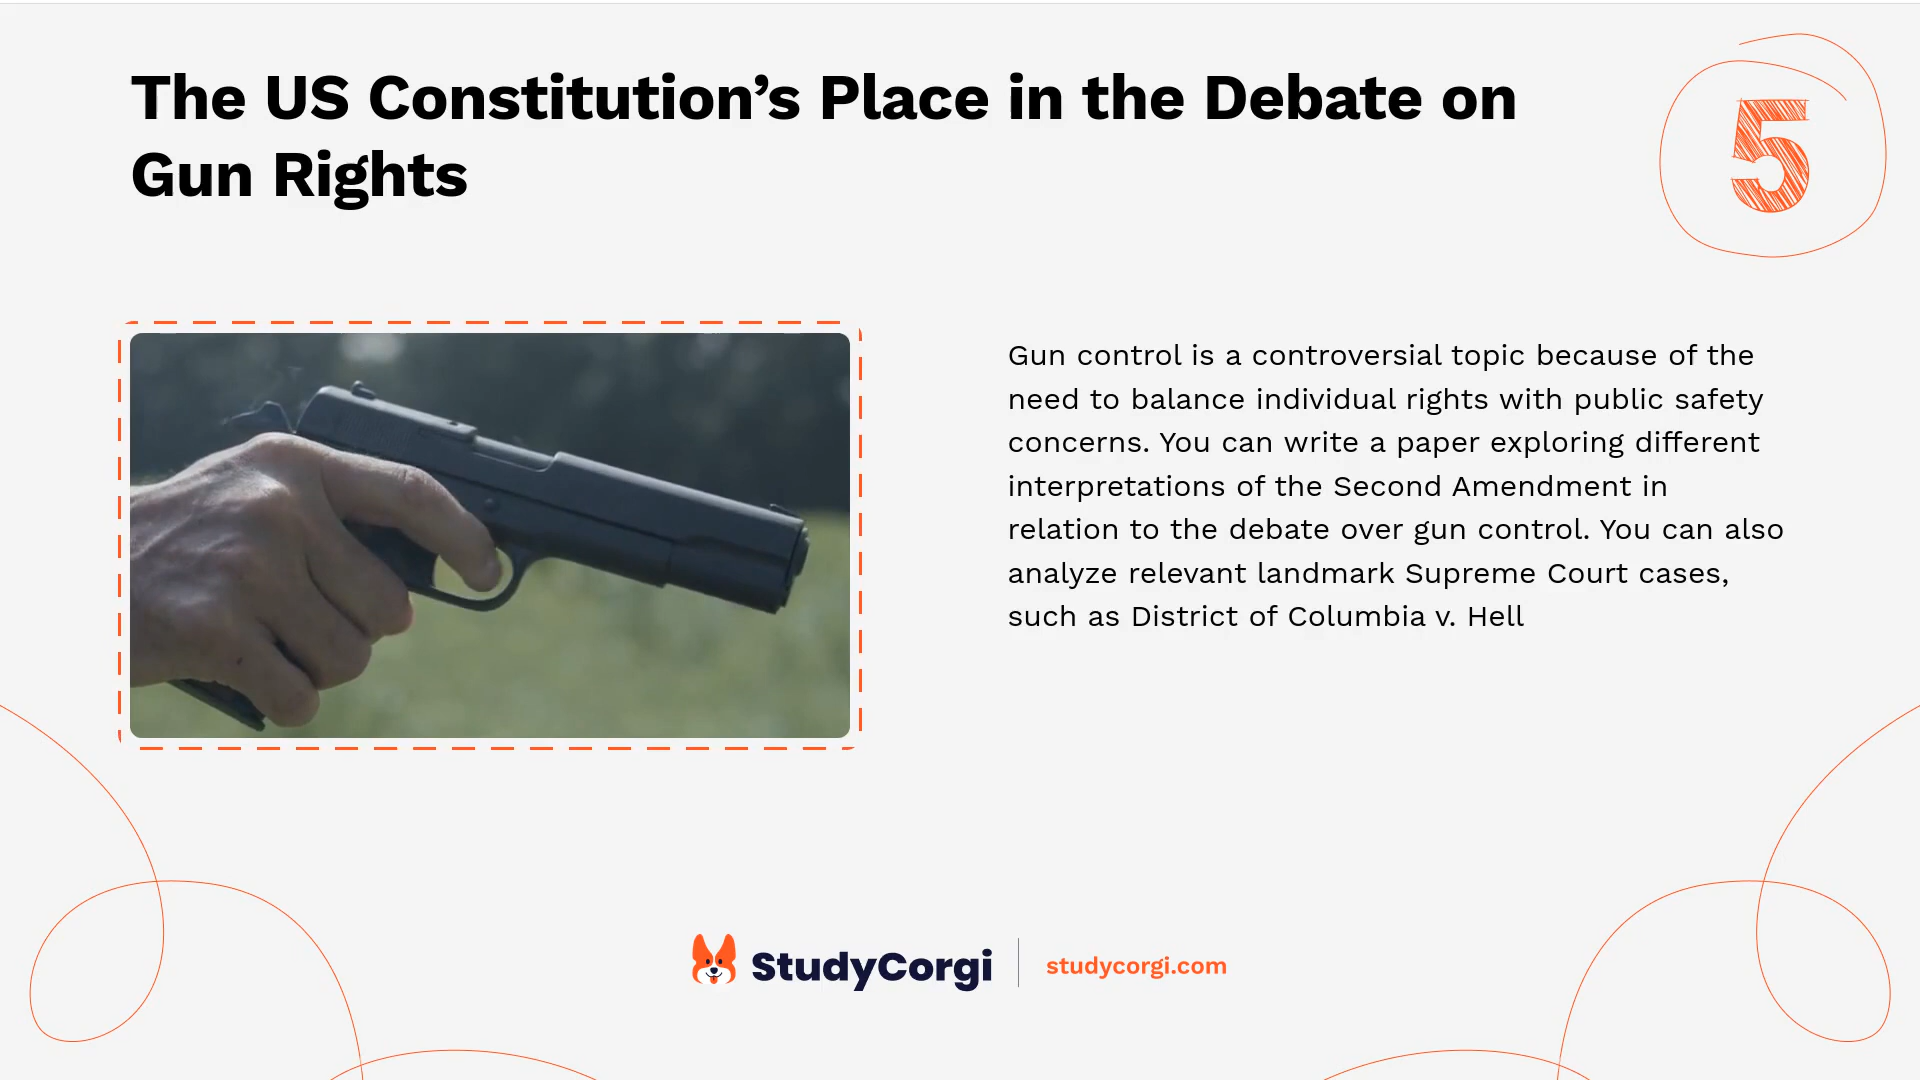 The US Constitution’s Place in the Debate on
Gun Rights
5
Gun control is a controversial topic because of the
need to balance individual rights with public safety
concerns. You can write a paper exploring different
interpretations of the Second Amendment in
relation to the debate over gun control. You can also
analyze relevant landmark Supreme Court cases,
such as District of Columbia v. Hell
StudyCorgi
studycorgi.com